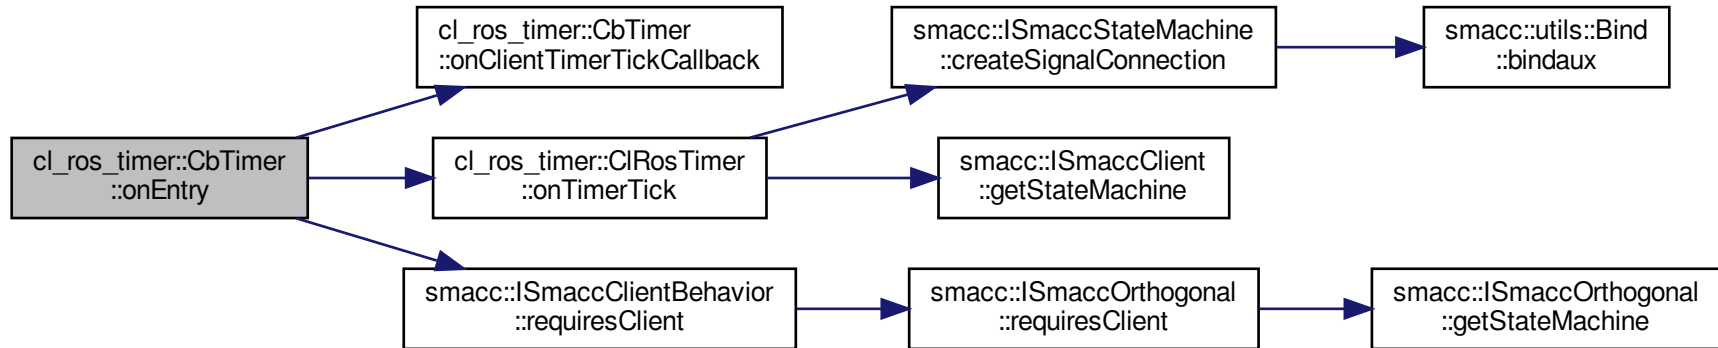 cl_ros_timer::CbTimer
::onClientTimerTickCallback
smacc::ISmaccStateMachine
::createSignalConnection
smacc::utils::Bind
::bindaux
cl_ros_timer::CbTimer
::onEntry
cl_ros_timer::ClRosTimer
::onTimerTick
smacc::ISmaccClient
::getStateMachine
smacc::ISmaccClientBehavior
::requiresClient
smacc::ISmaccOrthogonal
::requiresClient
smacc::ISmaccOrthogonal
::getStateMachine